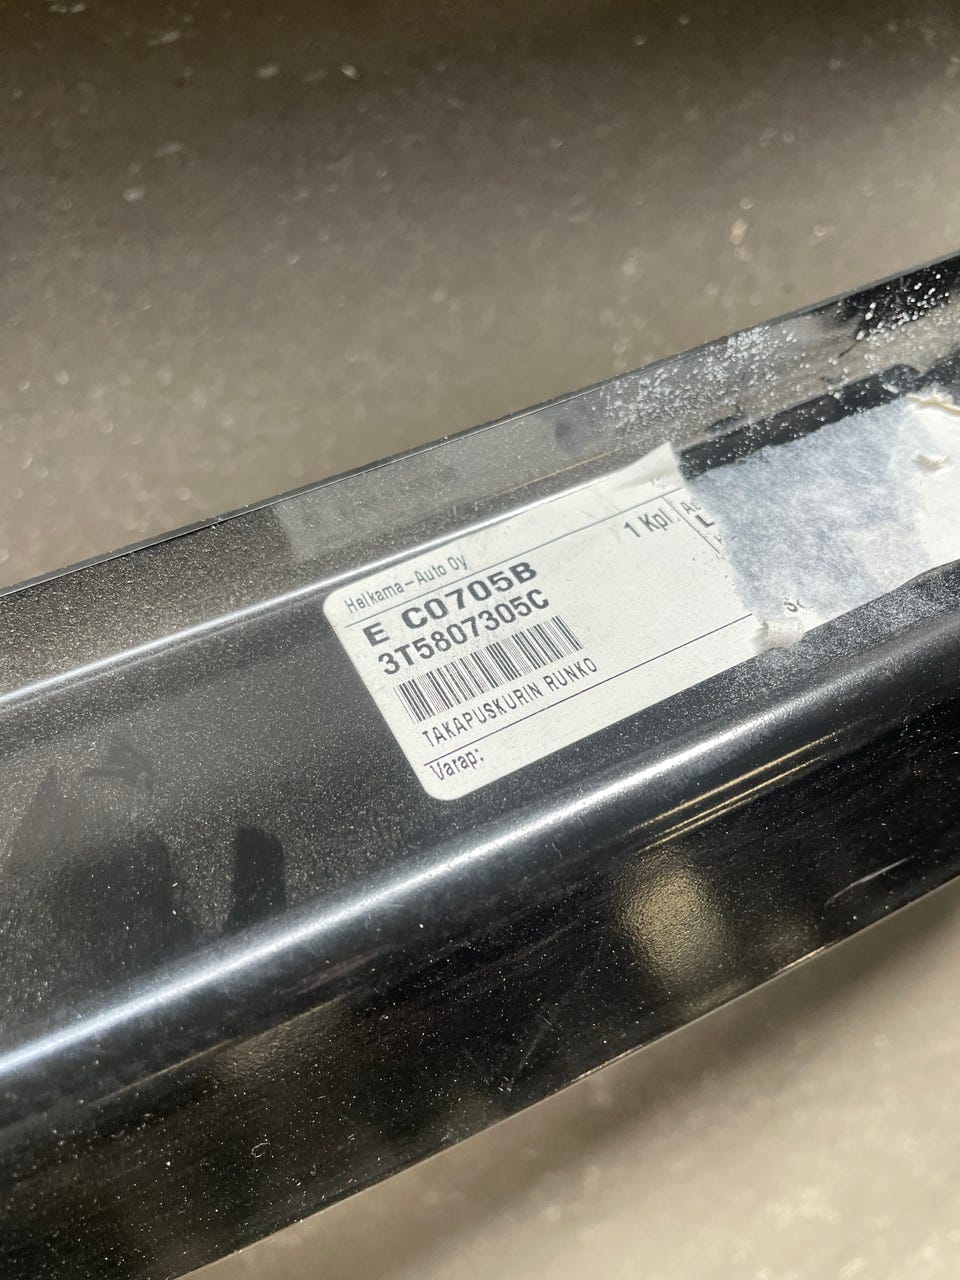 Helkama-Auto Oy
1 Kpl
E C0705B
3T5807305C
TAKAPUSKURIN RUNKO
Varap: